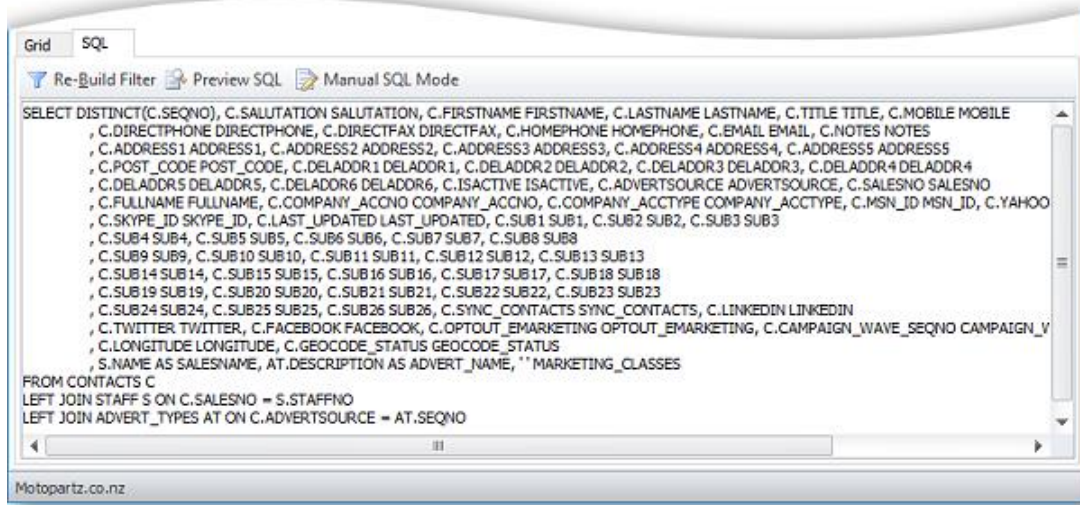 Grid SQL
Re-Build Filter Preview SQL Manual SQL Mode
SELECT DISTINCT(C.SEQNO), C.SALUTATION SALUTATION, C.FIRSTNAME FIRSTNAME, C.LASTNAME LASTNAME, C.TITLE TITLE, C.MOBILE MOBILE
, C.DIRECTPHONE DIRECTPHONE, C.DIRECTFAX DIRECTFAX, C.HOMEPHONE HOMEPHONE, C.EMAIL EMAIL, C.NOTES NOTES
, C.ADDRESS1 ADDRESS1, C.ADDRESS2 ADDRESS2, C.ADDRESS3 ADDRESS3, C.ADDRESS4 ADDRESS4, C.ADDRESS5 ADDRESS5
, C.POST_CODE POST_CODE, C.DELADDR1 DELADDR1, C.DELADDR2 DELADDR2, C.DELADDR3 DELADDR3, C.DELADDR4 DELADDR4
, C.DELADDR5 DELADDR5, C.DELADDR6 DELADDR6, C.ISACTIVE ISACTIVE, C.ADVERTSOURCE ADVERTSOURCE, C.SALESNO SALESNO
, C.FULLNAME FULLNAME, C.COMPANY_ACCNO COMPANY_ACCNO, C.COMPANY_ACCTYPE COMPANY_ACCTYPE, C.MSN_ID MSN_ID, C.YAHOO
, C.SKYPE_ID SKYPE_ID, C.LAST_UPDATED LAST_UPDATED, C.SUB1 SUB1, C.SUB2 SUB2, C.SUB3 SUB3
, C.SUB4 SUB4, C.SUB5 SUB5, C.SUB6 SUB6, C.SUB7 SUB7, C.SUB8 SUB8
, C.SUB9 SUB9, C.SUB10 SUB10, C.SUB11 SUB11, C.SUB12 SUB12, C.SUB13 SUB13
, C.SUB14 SUB14, C.SUB15 SUB15, C.SUB16 SUB16, C.SUB17 SUB17, C.SUB18 SUB18
, C.SUB19 SUB19, C.SUB20 SUB20, C.SUB21 SUB21, C.SUB22 SUB22, C.SUB23 SUB23
, C.SUB24 SUB24, C.SUB25 SUB25, C.SUB26 SUB26, C.SYNC_CONTACTS SYNC_CONTACTS, C.LINKEDIN LINKEDIN
, C.TWITTER TWITTER, C.FACEBOOK FACEBOOK, C.OPTOUT_EMARKETING OPTOUT_EMARKETING, C.CAMPAIGN_WAVE_SEQNO CAMPAIGN_V
, C.LONGITUDE LONGITUDE, C.GEOCODE_STATUS GEOCODE_STATUS
, S.NAME AS SALESNAME, AT.DESCRIPTION AS ADVERT_NAME, ' ' MARKETING_CLASSES
FROM CONTACTS C
LEFT JOIN STAFF S ON C.SALESNO = S.STAFFNO
LEFT JOIN ADVERT_TYPES AT ON C.ADVERTSOURCE = AT.SEQNO
Motopartz.co.nz